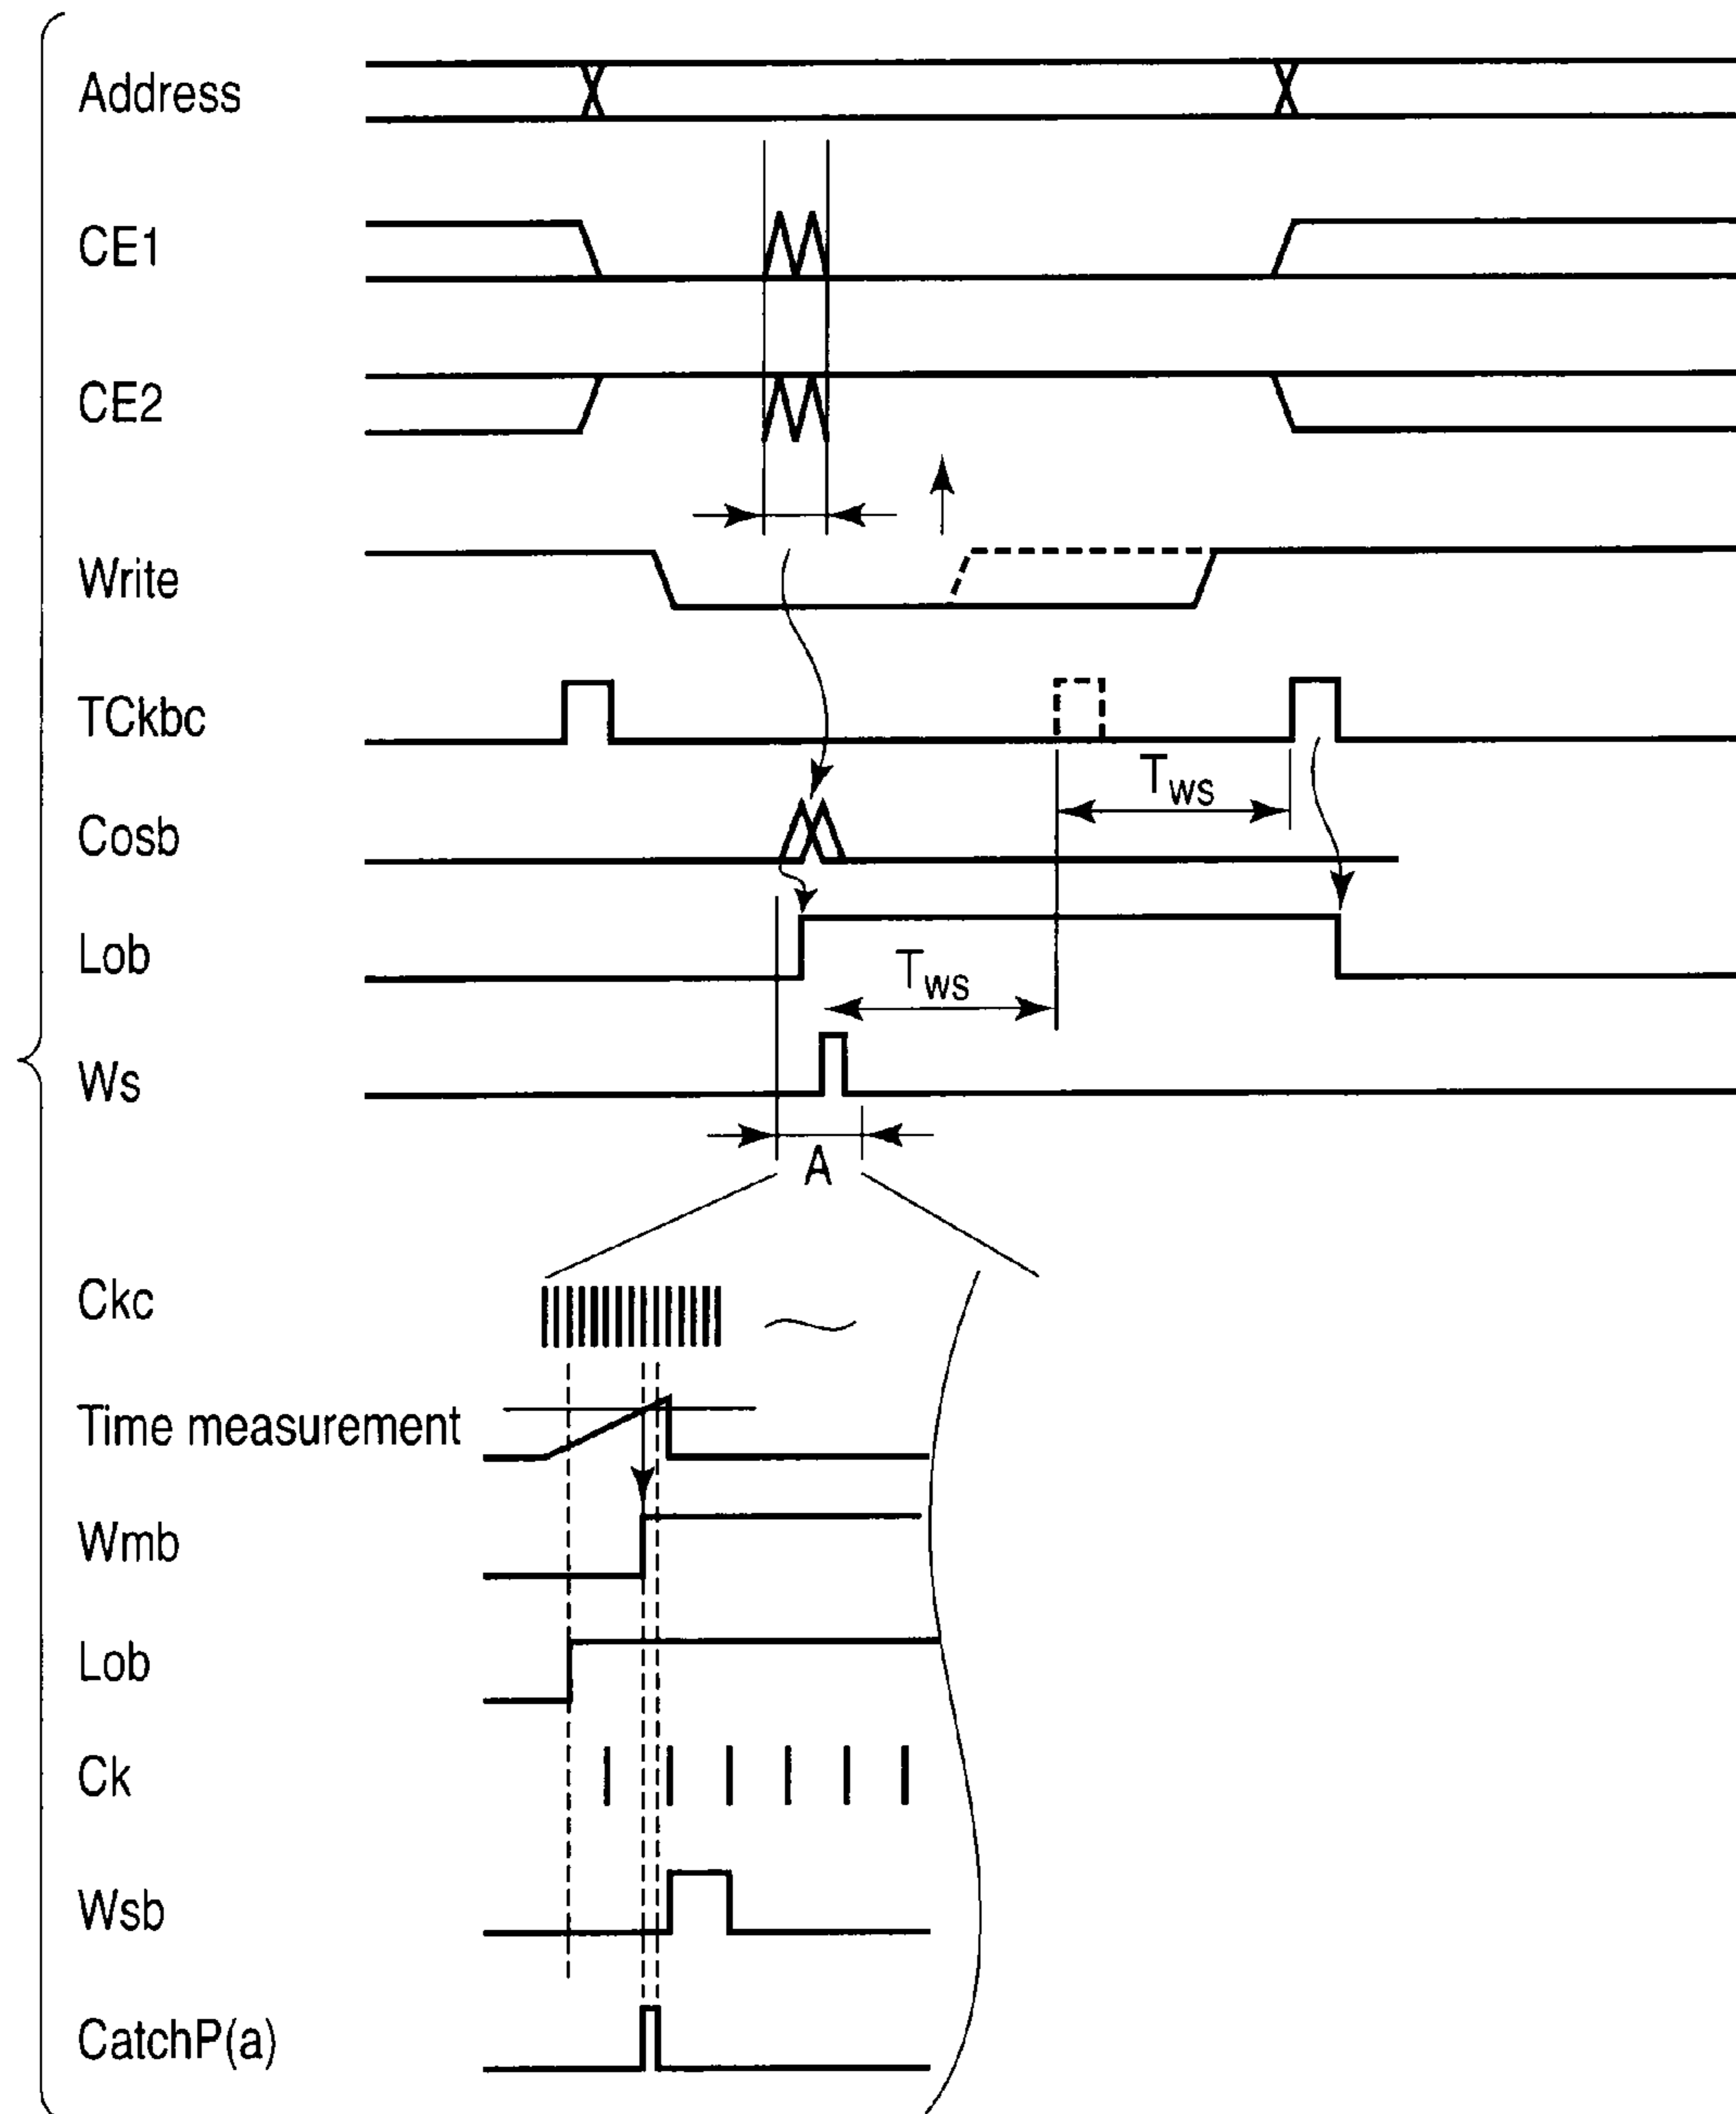 Address
CE1
CE2
Write
TCkbc
Tws
Cosb
Lob
Tws
Ws
A
Ckc
Time measurement
Wmb
Lob
Ck
Wsb
CatchP(a)